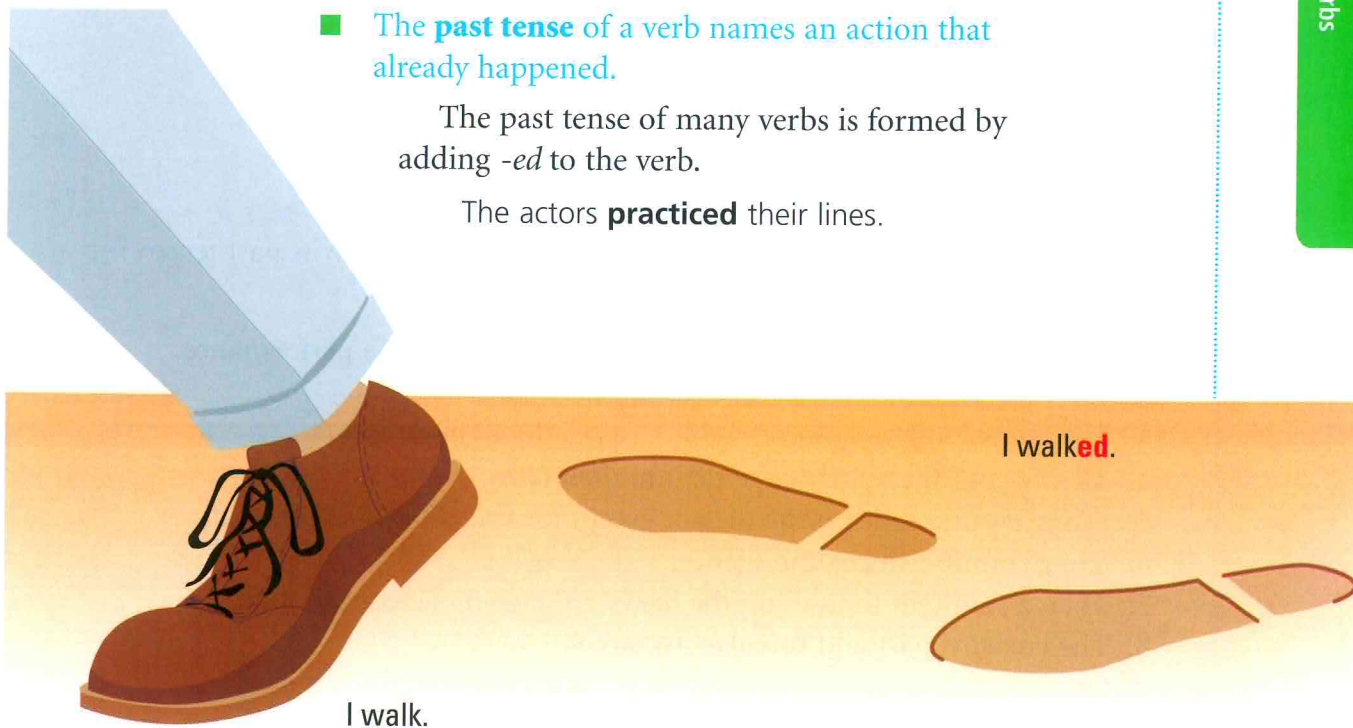 The past tense of a verb names an action that
already happened.
The past tense of many verbs is formed by
adding -ed to the verb.
The actors practiced their lines.
I walked.
I walk.